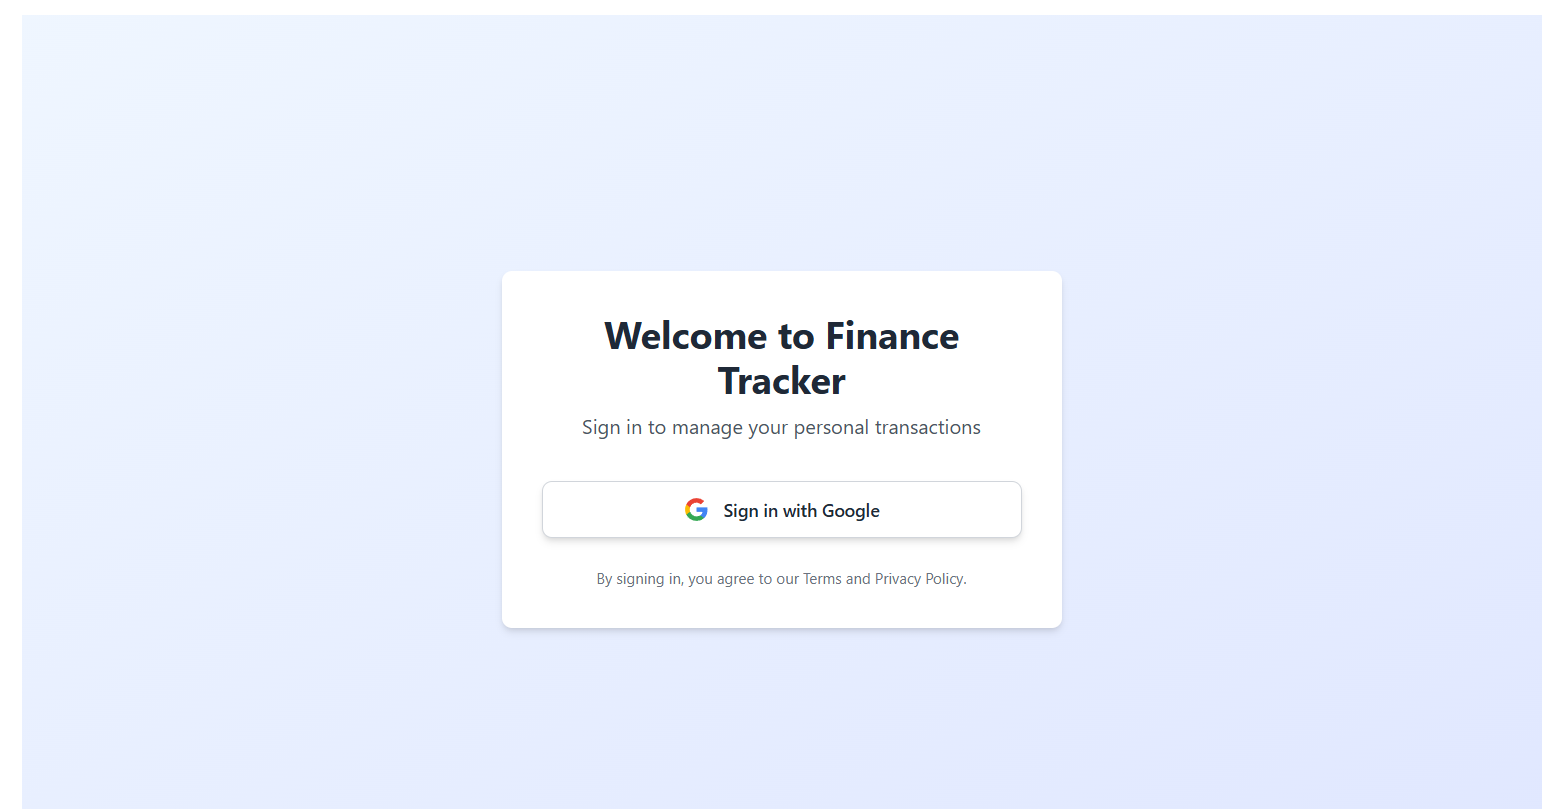 Welcome to Finance
Tracker
Sign in to manage your personal transactions
Sign in with Google
By signing in, you agree to our Terms and Privacy Policy.